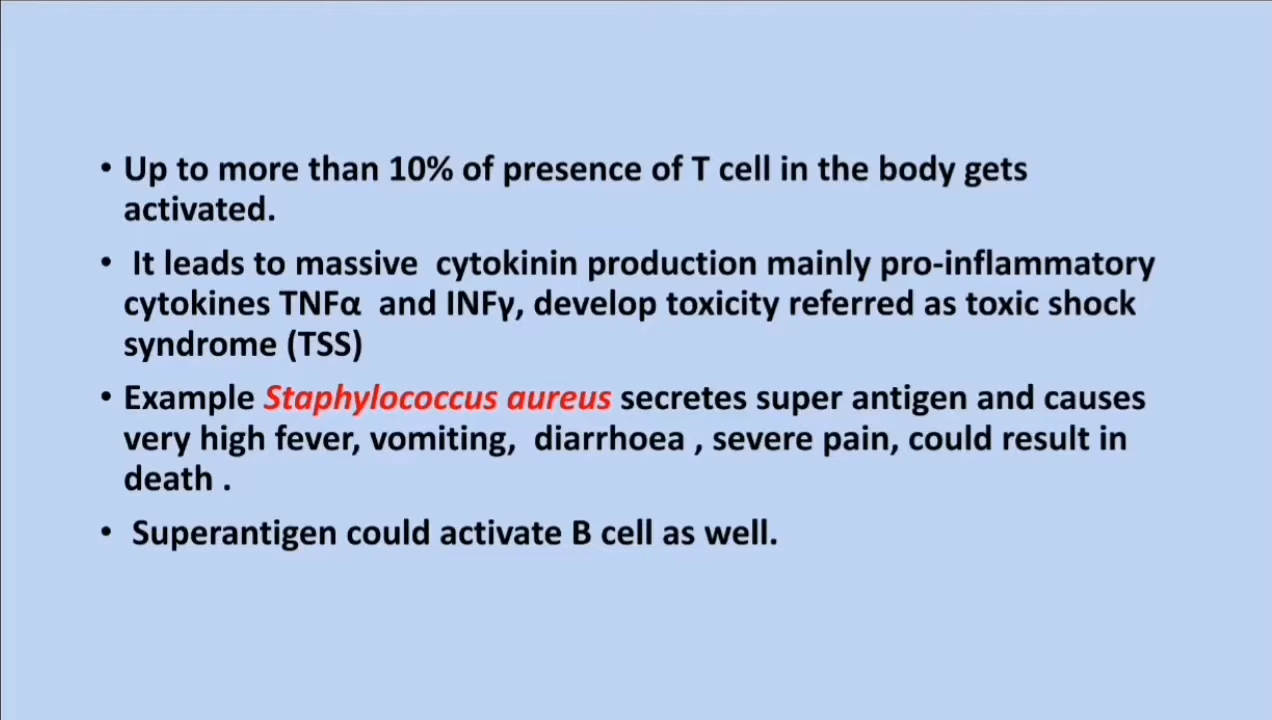 • Up to more than 10% of presence of T cell in the body gets
activated.
• It leads to massive cytokinin production mainly pro-inflammatory
cytokines TNFα and INFγ, develop toxicity referred as toxic shock
syndrome (TSS)
• Example Staphylococcus aureus secretes super antigen and causes
very high fever, vomiting, diarrhoea , severe pain, could result in
death .
• Superantigen could activate B cell as well.